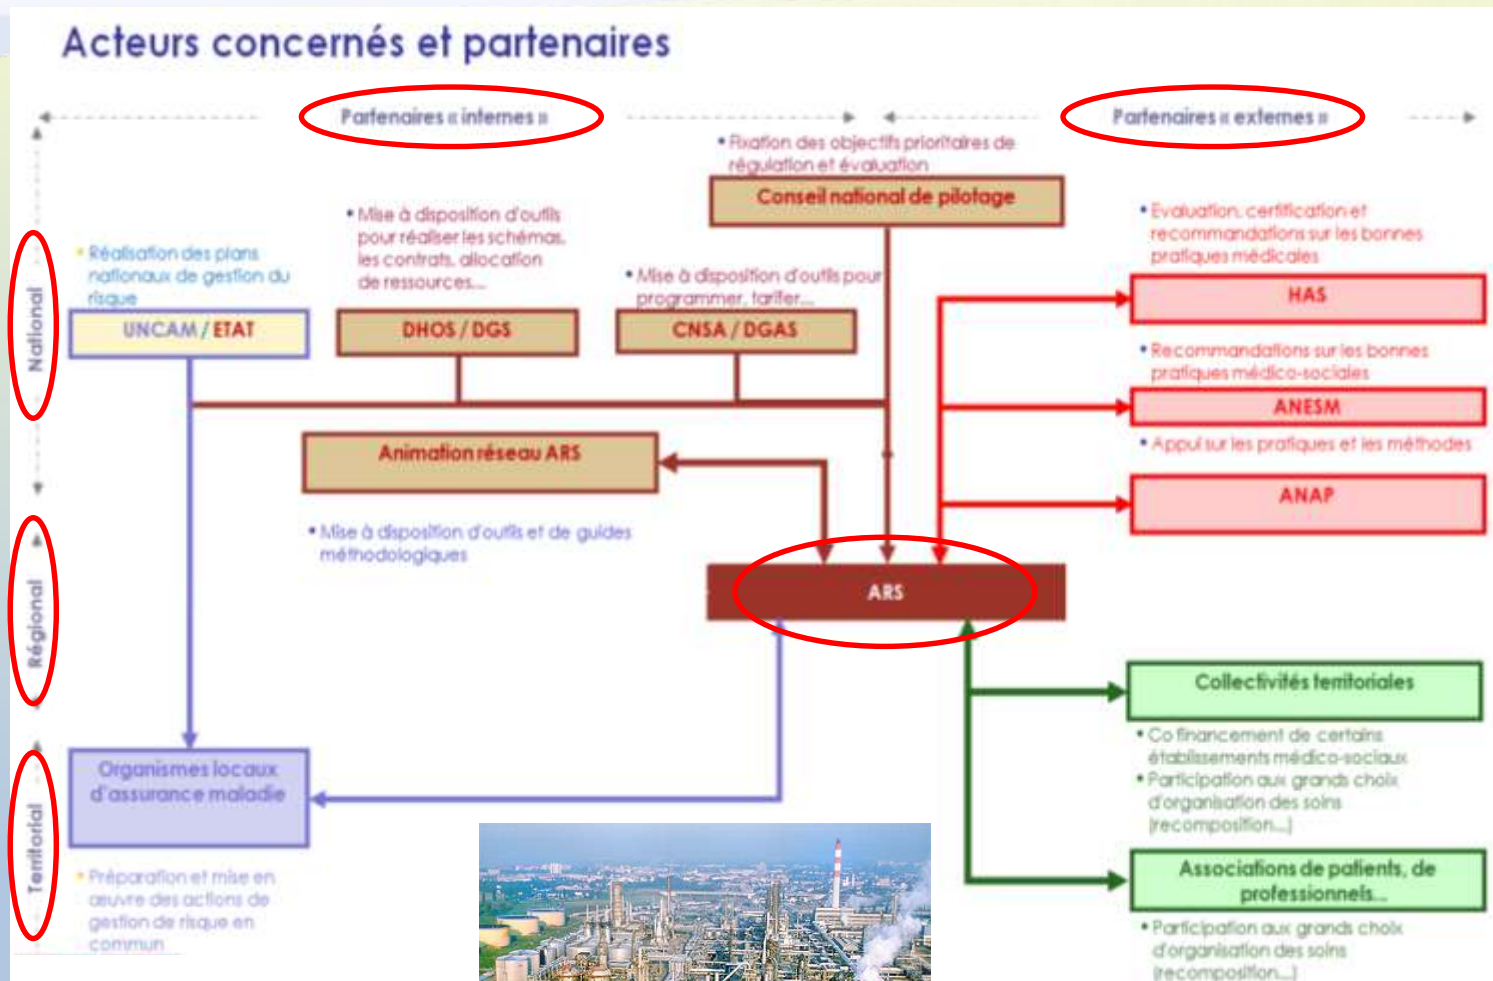 Acteurs concernés et partenaires
Partenaires « internes »
Partenaires « externes »
National
Régional
Territorial
• Fixation des objectifs prioritaires de
régulation et évaluation
Conseil national de pilotage
• Réalisation des plans
nationaux de gestion du
risque
UNCAM / ETAT
• Mise à disposition d'outils
pour réaliser les schémas,
les contrats, allocation
de ressources...
DHOS / DGS
• Mise à disposition d'outils pour
programmer, tarifer...
CNSA / DGAS
• Evaluation, certification et
recommandations sur les bonnes
pratiques médicales
HAS
• Recommandations sur les bonnes
pratiques médico-sociales
ANESM
• Appui sur les pratiques et les méthodes
ANAP
Animation réseau ARS
• Mise à disposition d'outils et de guides
méthodologiques
ARS
Organismes locaux
d'assurance maladie
• Préparation et mise en
œuvre des actions de
gestion de risque en
commun
Collectivités territoriales
• Co financement de certains
établissements médico-sociaux
• Participation aux grands choix
d'organisation des soins
(recomposition...)
Associations de patients, de
professionnels...
• Participation aux grands choix
d'organisation des soins
(recomposition...)